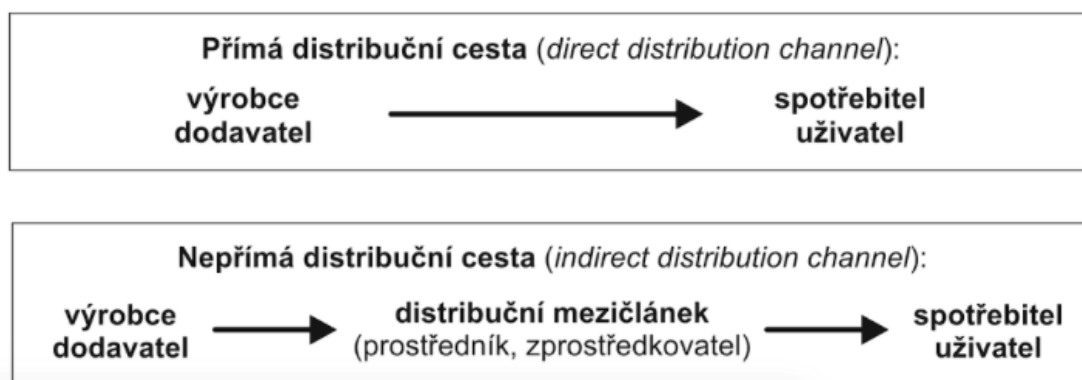 Přímá distribuční cesta (direct distribution channel):
výrobce
dodavatel
spotřebitel
uživatel
Nepřímá distribuční cesta (indirect distribution channel):
výrobce
dodavatel
distribuční mezičlánek
(prostředník, zprostředkovatel)
spotřebitel
uživatel